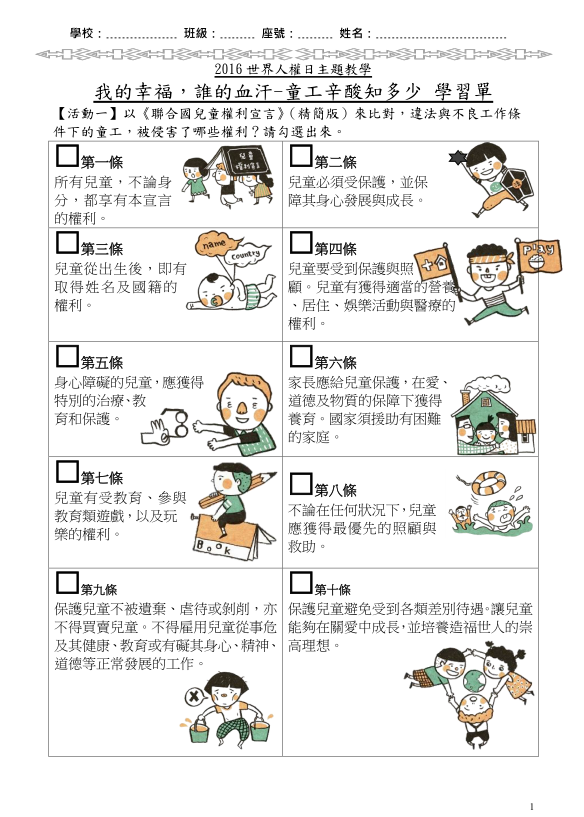 學校：................... 班級：......... 座號：......... 姓名：...................................
2016 世界人權日主題教學
我的幸福，誰的血汗-童工辛酸知多少 學習單
【活動一】以《聯合國兒童權利宣言》（精簡版）來比對，違法與不良工作條
件下的童工，被侵害了哪些權利？請勾選出來。
□第一條
所有兒童，不論身
分，都享有本宣言
的權利。
兒童
權利宣言
□第二條
兒童必須受保護，並保
障其身心發展與成長。
□第三條
兒童從出生後，即有
取得姓名及國籍的
權利。
name
country
□第四條
兒童要受到保護與照
顧。兒童有獲得適當的營養
、居住、娛樂活動與醫療的
權利。
play
□第五條
身心障礙的兒童，應獲得
特別的治療、教
育和保護。
□第六條
家長應給兒童保護，在愛、
道德及物質的保障下獲得
養育。國家須援助有困難
的家庭。
□第七條
兒童有受教育、參與
教育類遊戲，以及玩
樂的權利。
Book
□第八條
不論在任何狀況下，兒童
應獲得最優先的照顧與
救助。
□第九條
保護兒童不被遺棄、虐待或剝削，亦
不得買賣兒童。不得雇用兒童從事危
及其健康、教育或有礙其身心、精神、
道德等正常發展的工作。
□第十條
保護兒童避免受到各類差別待遇。讓兒童
能夠在關愛中成長，並培養造福世人的崇
高理想。
1